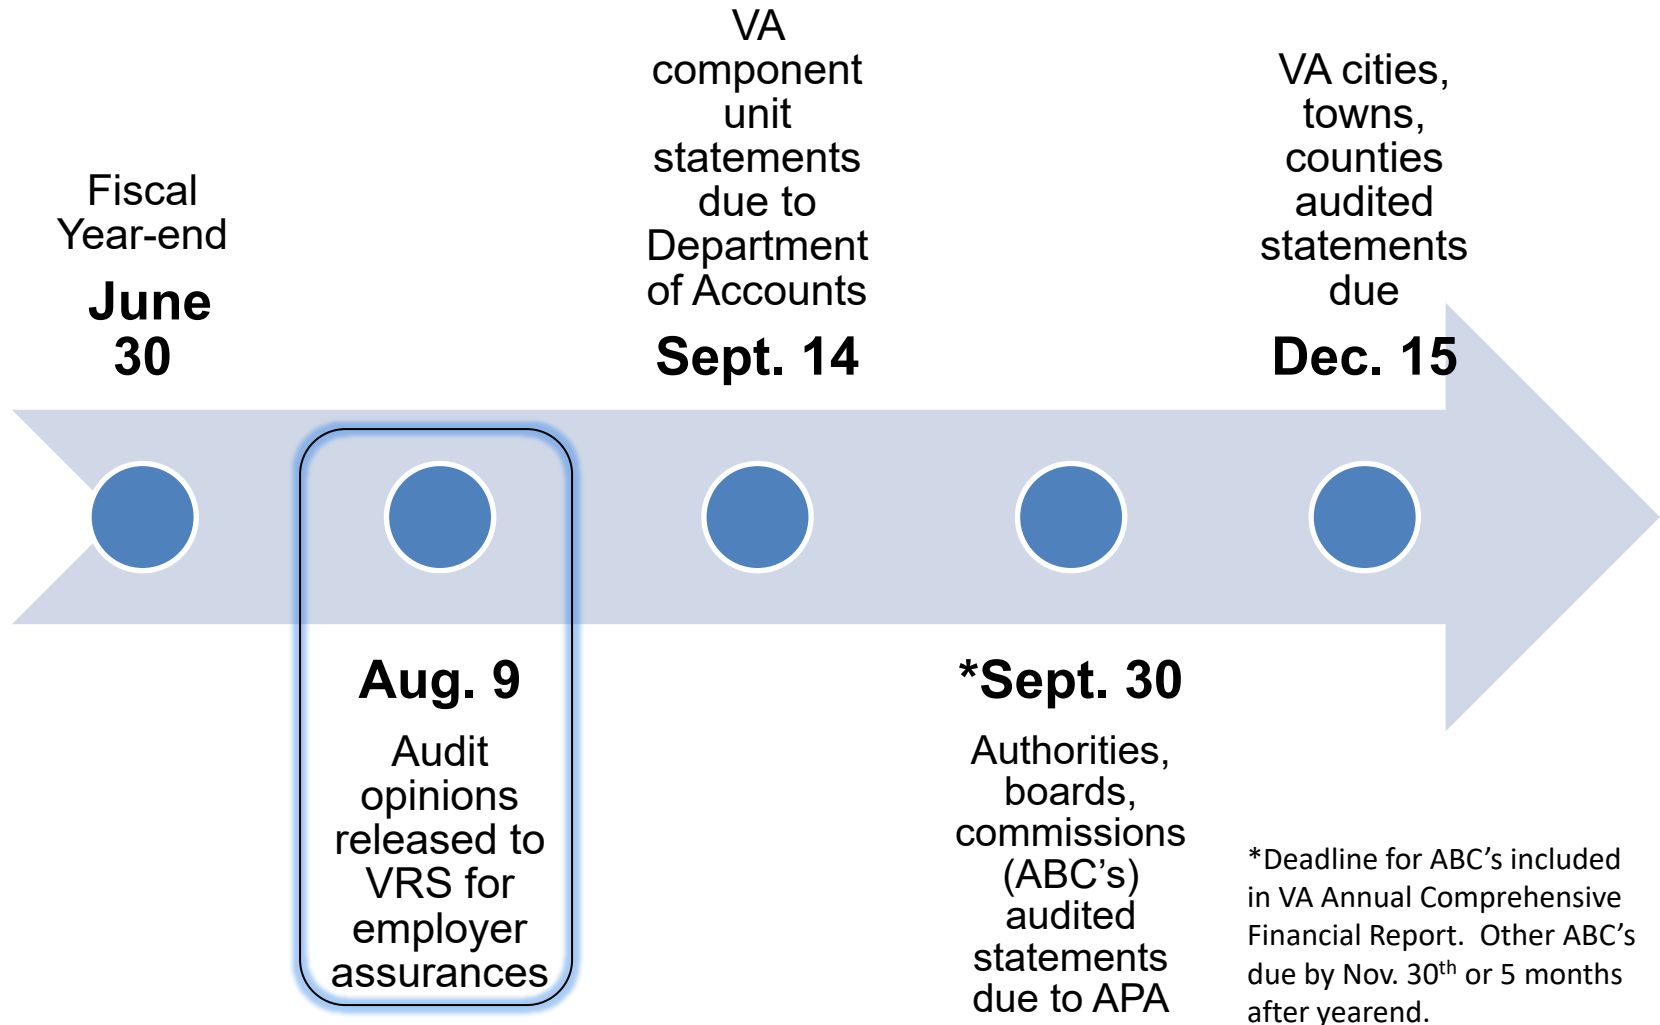 Fiscal
Year-end
June
30
Aug. 9
Audit
opinions
released to
VRS for
employer
assurances
VA
component
unit
statements
due to
Department
of Accounts
Sept. 14
*Sept. 30
Authorities,
boards,
commissions
(ABC’s)
audited
statements
due to APA
VA cities,
towns,
counties
audited
statements
due
Dec. 15
*Deadline for ABC’s included
in VA Annual Comprehensive
Financial Report.  Other ABC’s
due by Nov. 30th or 5 months
after yearend.